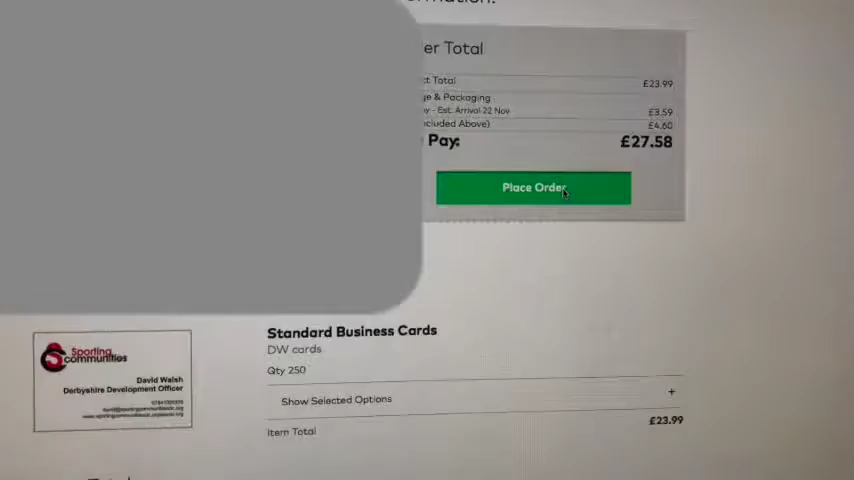 er Total
ct Total £23.99
ge & Packaging
y - Est. Arrival 22 Nov £3.59
cluded Above) £4.60
Pay: £27.58
Place Order
Standard Business Cards
DW cards
Qty 250
Show Selected Options +
Item Total £23.99
Sporting
communities
David Walsh
Derbyshire Development Officer